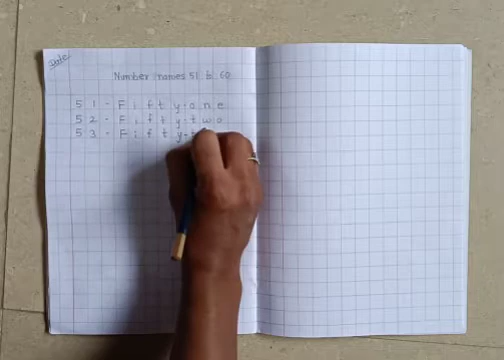 Date:
Number names 51 to 60
51 - Fifty-one
52 - Fifty-two
53 - Fifty-t